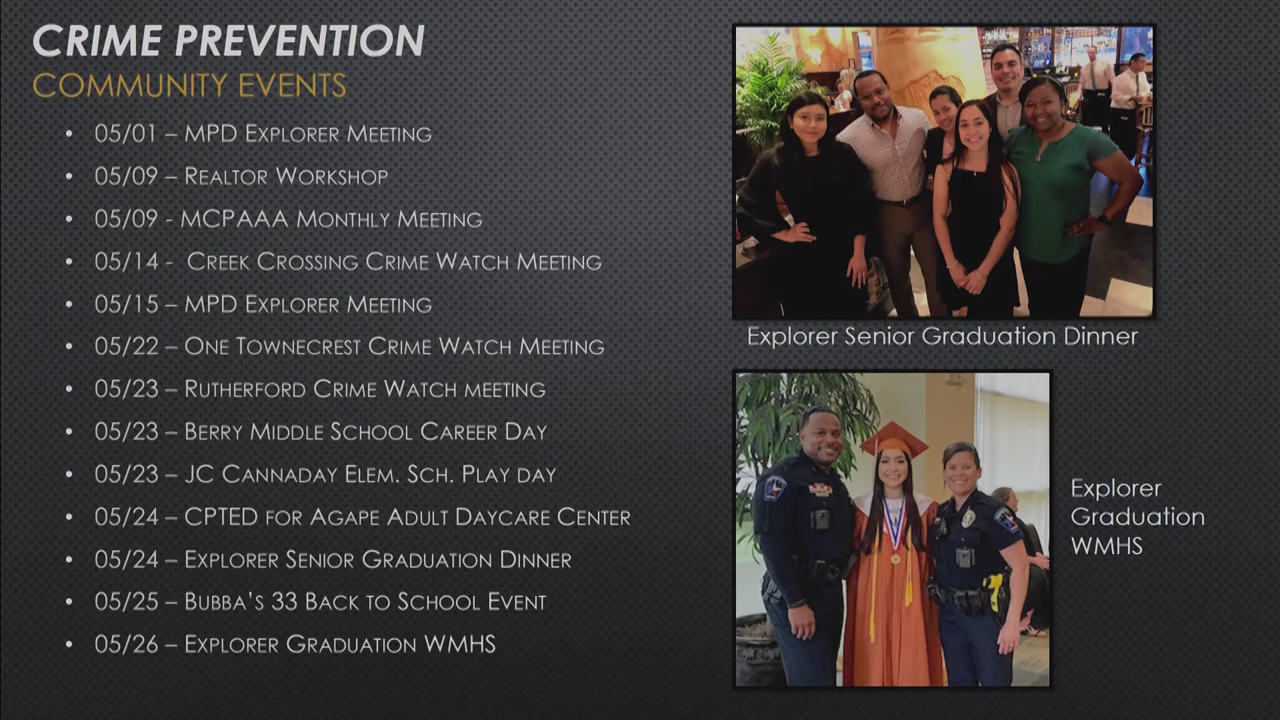 CRIME PREVENTION
COMMUNITY EVENTS
• 05/01 – MPD EXPLORER MEETING
• 05/09 – REALTOR WORKSHOP
• 05/09 - MCPAAA MONTHLY MEETING
• 05/14 - CREEK CROSSING CRIME WATCH MEETING
• 05/15 – MPD EXPLORER MEETING
• 05/22 – ONE TOWNECREST CRIME WATCH MEETING
• 05/23 – RUTHERFORD CRIME WATCH MEETING
• 05/23 – BERRY MIDDLE SCHOOL CAREER DAY
• 05/23 – JC CANNADAY ELEM. SCH. PLAY DAY
• 05/24 – CPTED FOR AGAPE ADULT DAYCARE CENTER
• 05/24 – EXPLORER SENIOR GRADUATION DINNER
• 05/25 – BUBBA'S 33 BACK TO SCHOOL EVENT
• 05/26 – EXPLORER GRADUATION WMHS
Explorer Senior Graduation Dinner
Explorer
Graduation
WMHS